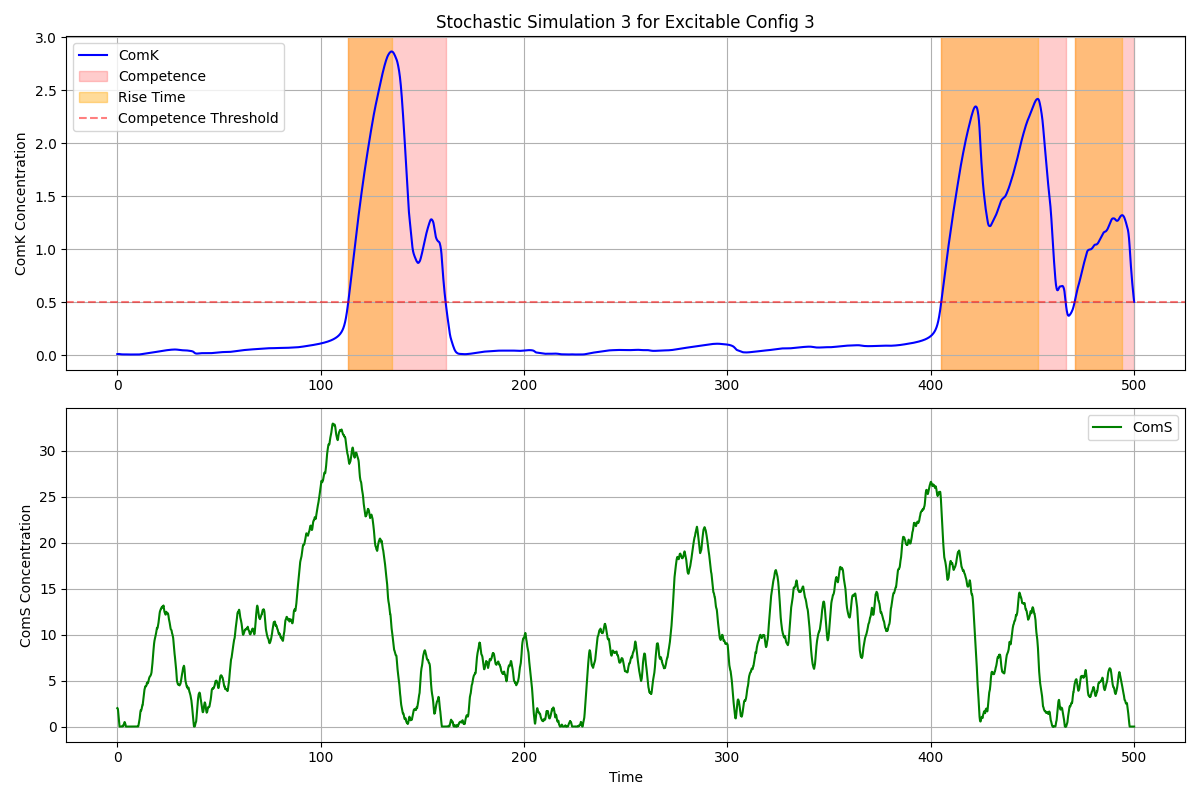 Stochastic Simulation 3 for Excitable Config 3
ComK Concentration
3.0
2.5
2.0
1.5
1.0
0.5
0.0
ComK
Competence
Rise Time
Competence Threshold
0 100 200 300 400 500
ComS Concentration
30
25
20
15
10
5
0
ComS
0 100 200 300 400 500
Time